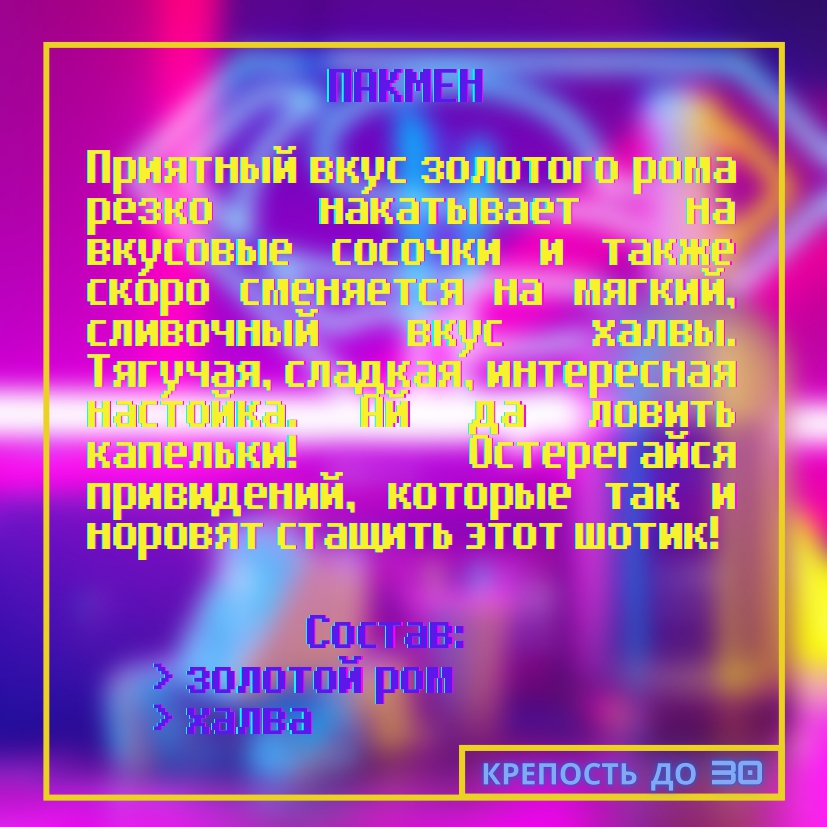 ПАКМЕН
Приятный вкус золотого рома
резко накатывает на
вкусовые сосочки и также
скоро сменяется на мягкий,
сливочный вкус халвы.
Тягучая, сладкая, интересная
настойка. Ай да ловить
капельки! Остерегайся
привидений, которые так и
норовят стащить этот шотик!
Состав:
> золотой ром
> жалва
КРЕПОСТЬ ДО 30